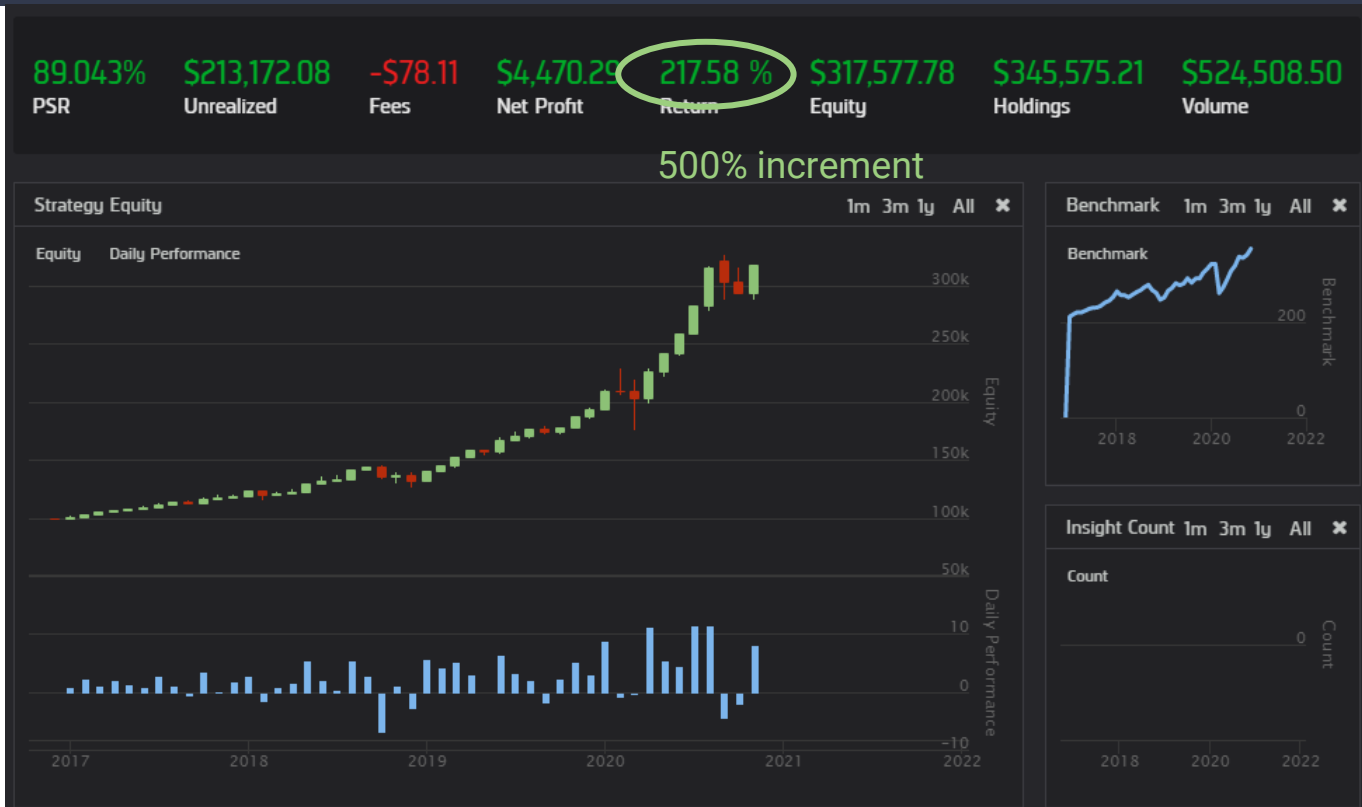 89.043% $213,172.08 -$78.11 $4,470.29 217.58 % $317,577.78 $345,575.21 $524,508.50
PSR Unrealized Fees Net Profit Return Equity Holdings Volume
500% increment
Strategy Equity 1m 3m 1y All ✖
Equity Daily Performance
300k
250k
200k
150k
100k
50k
Equity
10
0
-10
Daily Performance
2017 2018 2019 2020 2021 2022
Benchmark 1m 3m 1y All ✖
Benchmark
200
0
Benchmark
2018 2020 2022
Insight Count 1m 3m 1y All ✖
Count
0
Count
2018 2020 2022